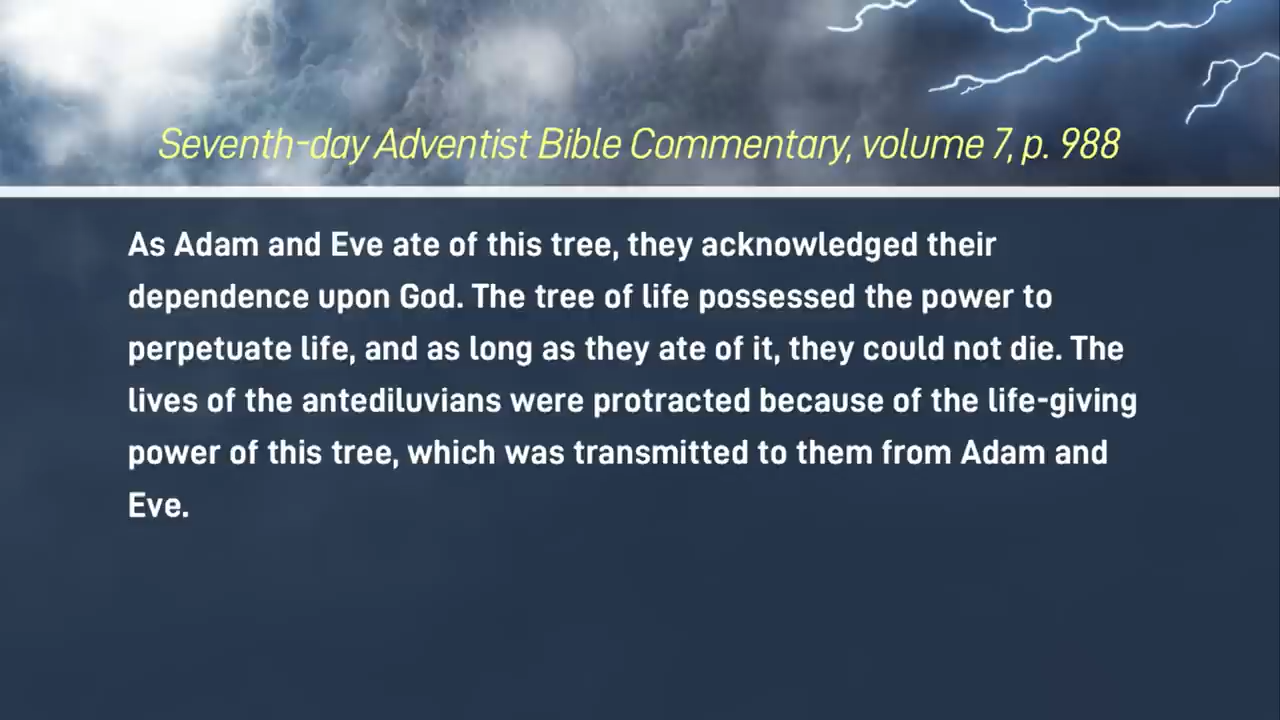 Seventh-day Adventist Bible Commentary, volume 7, p. 988
As Adam and Eve ate of this tree, they acknowledged their
dependence upon God. The tree of life possessed the power to
perpetuate life, and as long as they ate of it, they could not die. The
lives of the antediluvians were protracted because of the life-giving
power of this tree, which was transmitted to them from Adam and
Eve.